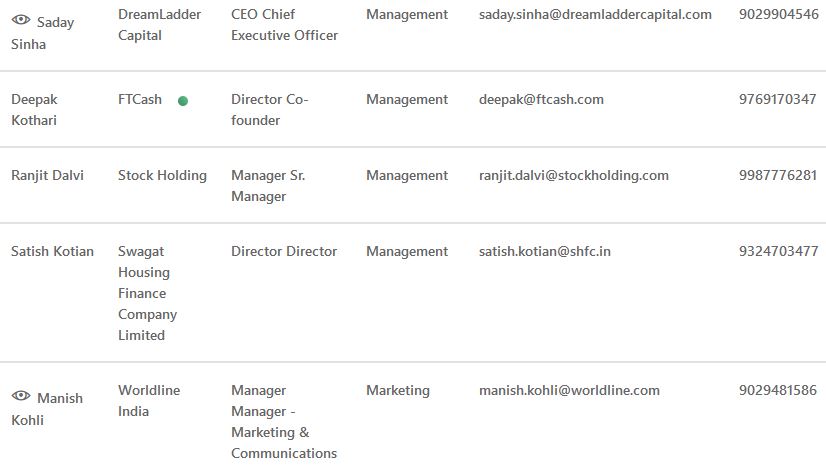 Saday Sinha DreamLadder Capital CEO Chief Executive Officer Management saday.sinha@dreamladdercapital.com 9029904546
Deepak Kothari FTCash Director Co-founder Management deepak@ftcash.com 9769170347
Ranjit Dalvi Stock Holding Manager Sr. Manager Management ranjit.dalvi@stockholding.com 9987776281
Satish Kotian Swagat Housing Finance Company Limited Director Director Management satish.kotian@shfc.in 9324703477
Manish Kohli Worldline India Manager Manager - Marketing & Communications Marketing manish.kohli@worldline.com 9029481586